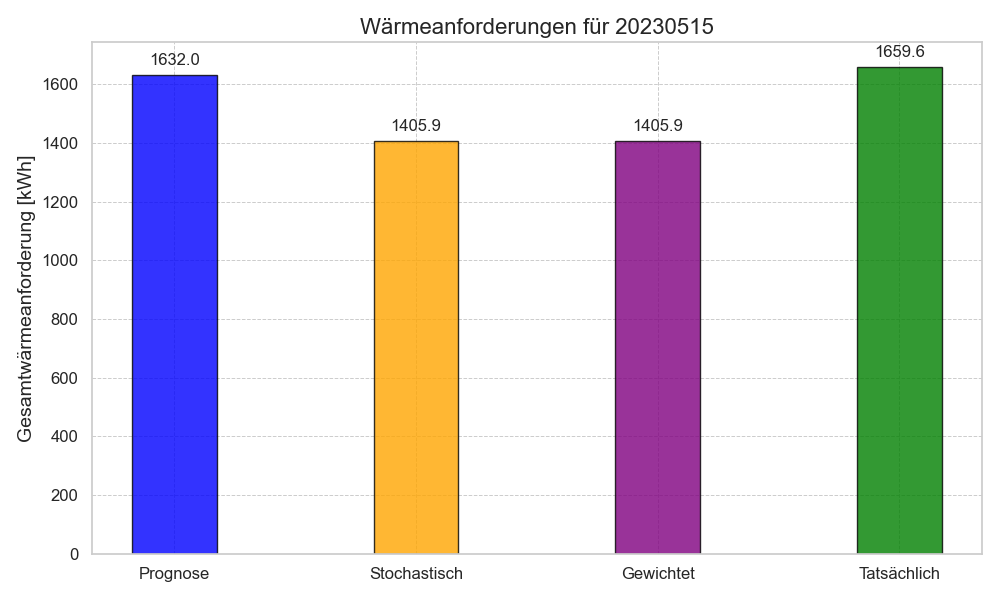 Wärmeanforderungen für 20230515
Gesamtwärmeanforderung [kWh]
1600
1400
1200
1000
800
600
400
200
0
1632.0
1405.9
1405.9
1659.6
Prognose
Stochastisch
Gewichtet
Tatsächlich